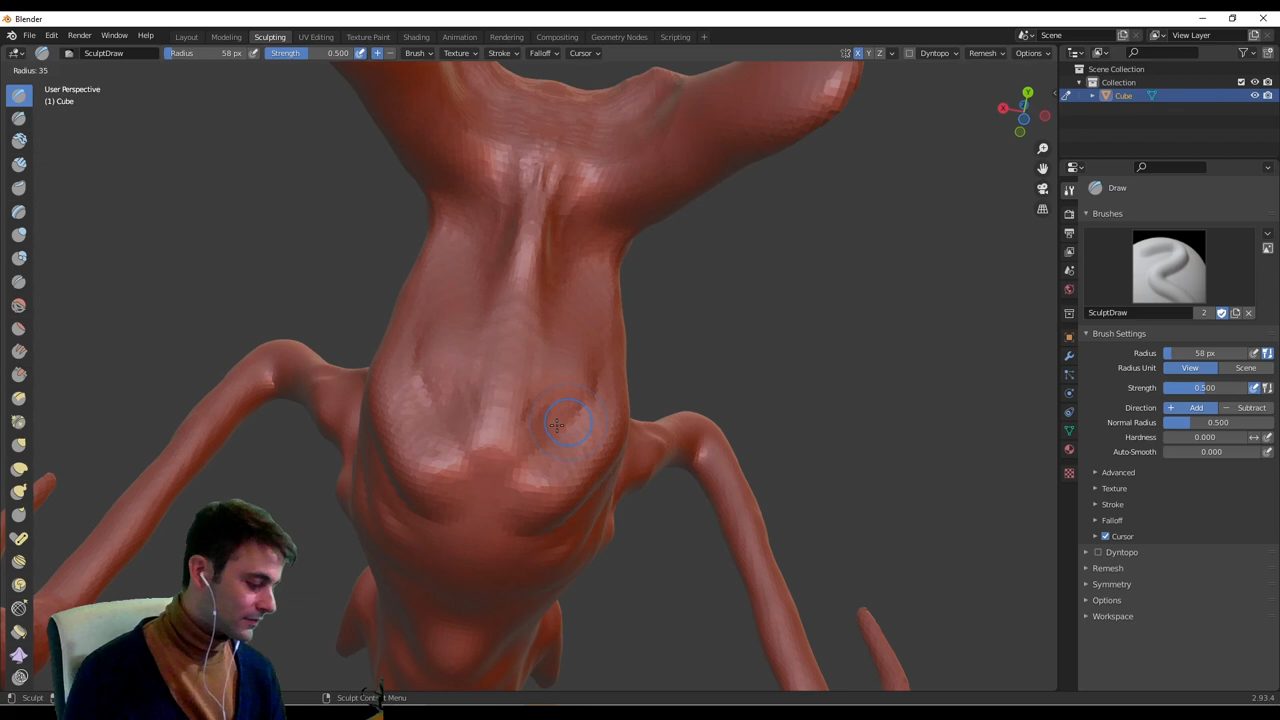 Blender
File Edit Render Window Help Layout Modeling Sculpting UV Editing Texture Paint Shading Animation Rendering Compositing Geometry Nodes Scripting + Scene View Layer
SculptDraw Radius 58 px Strength 0.500 + − Brush Texture Stroke Falloff Cursor X Y Z Dyntopo Remesh Options
Radius: 35
Scene Collection
Collection
Cube
User Perspective
(1) Cube
X Y
Draw
Brushes
SculptDraw 2
Brush Settings
Radius 58 px
Radius Unit View Scene
Strength 0.500
Direction + Add − Subtract
Normal Radius 0.500
Hardness 0.000
Auto-Smooth 0.000
Advanced
Texture
Stroke
Falloff
Cursor
Dyntopo
Remesh
Symmetry
Options
Workspace
Sculpt Sculpt Context Menu 2.93.4